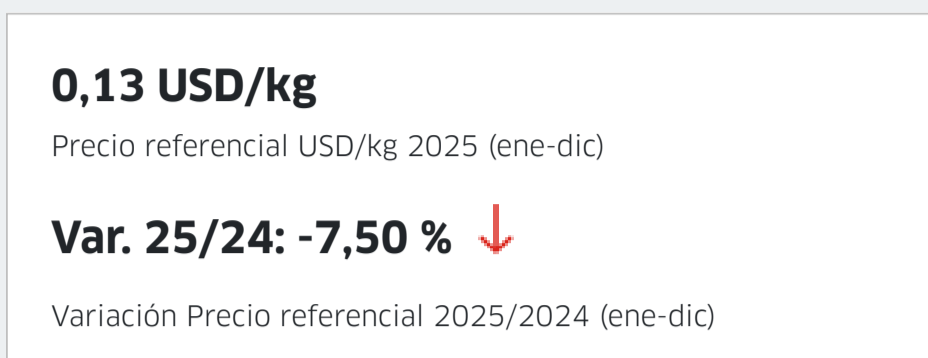 0,13 USD/kg
Precio referencial USD/kg 2025 (ene-dic)
Var. 25/24: -7,50 %
Variación Precio referencial 2025/2024 (ene-dic)